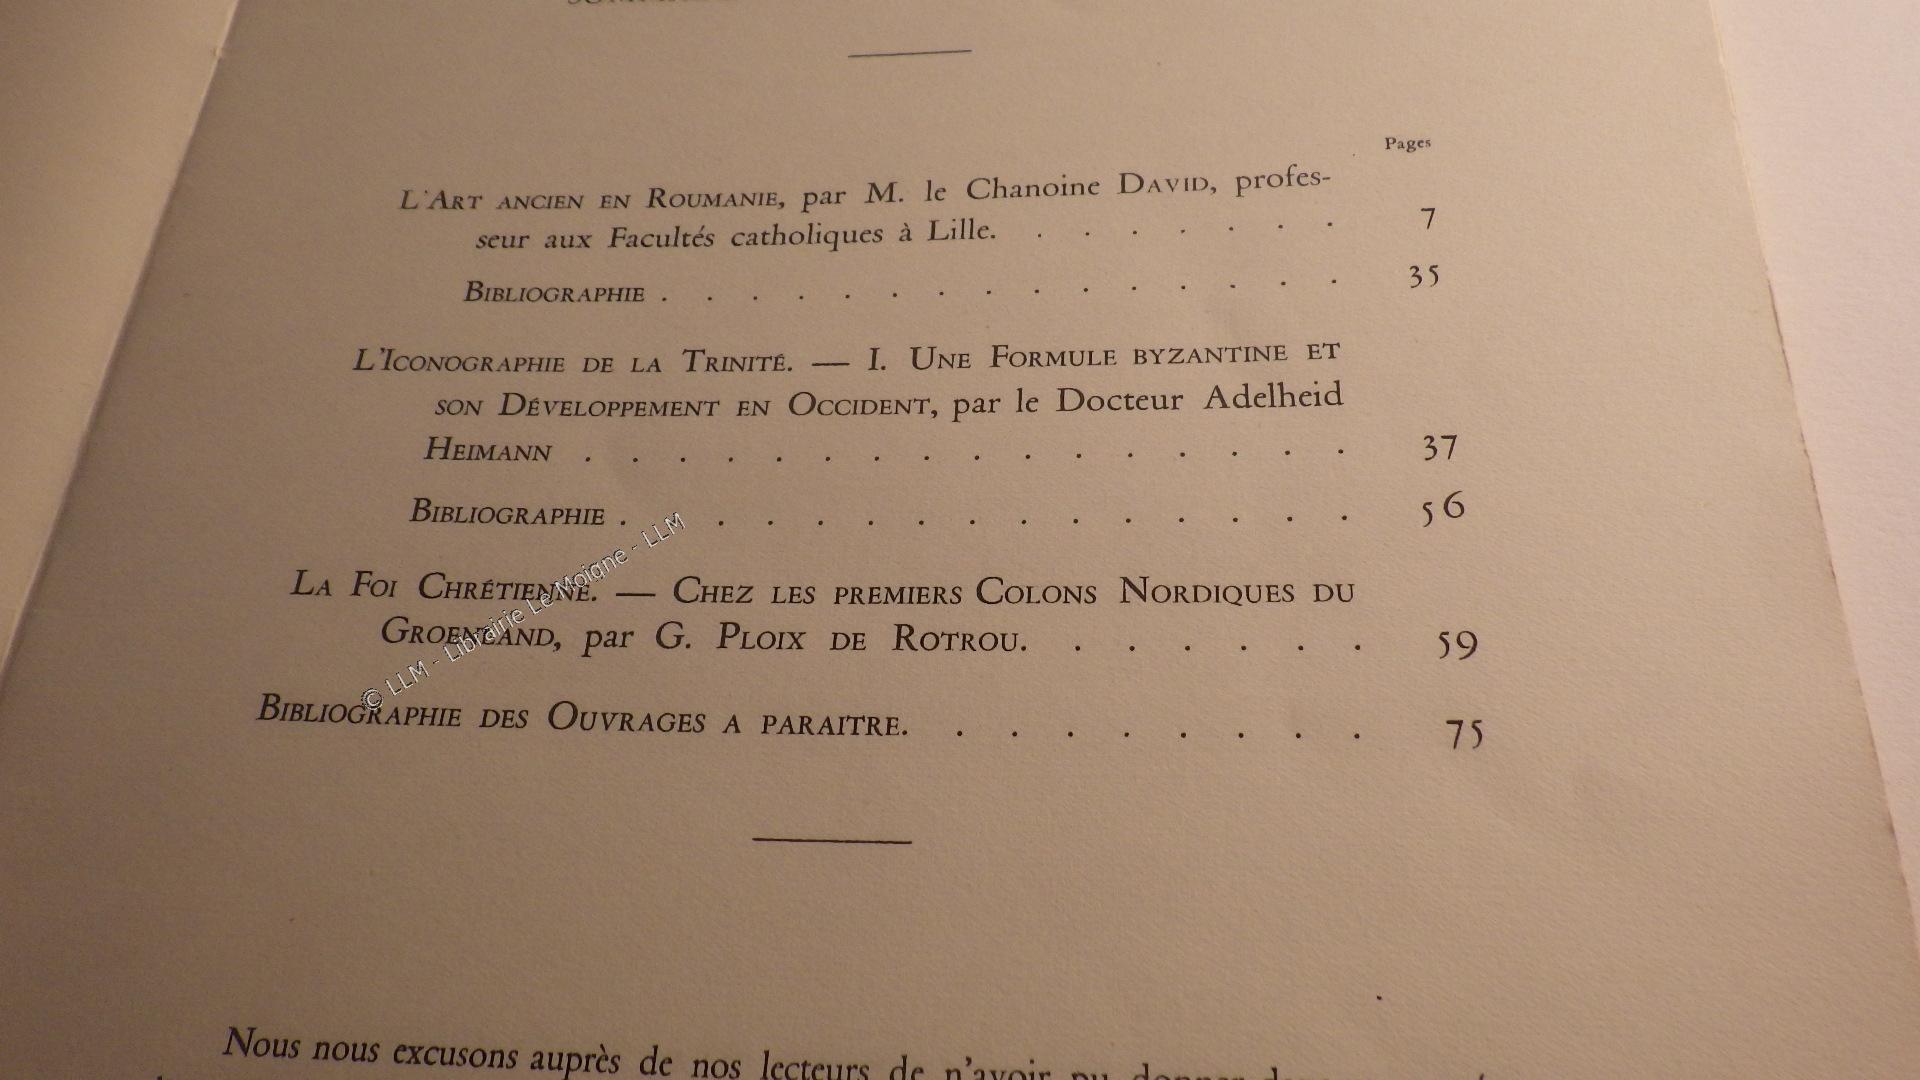 Pages
L'Art ancien en Roumanie, par M. le Chanoine David, profes-
seur aux Facultés catholiques à Lille. . . . . . . . 7
Bibliographie . . . . . . . . . . . . . . . 35
L'Iconographie de la Trinité. — I. Une Formule byzantine et
son Développement en Occident, par le Docteur Adelheid
Heimann . . . . . . . . . . . . . . . . 37
Bibliographie . . . . . . . . . . . . . . . 56
La Foi Chrétienne. — Chez les premiers Colons Nordiques du
Groenland, par G. Ploix de Rotrou. . . . . . . 59
Bibliographie des Ouvrages a paraitre. . . . . . . . . 75
© LLM - Librairie Le Moigne - LLM
Nous nous excusons auprès de nos lecteurs de n'avoir pu